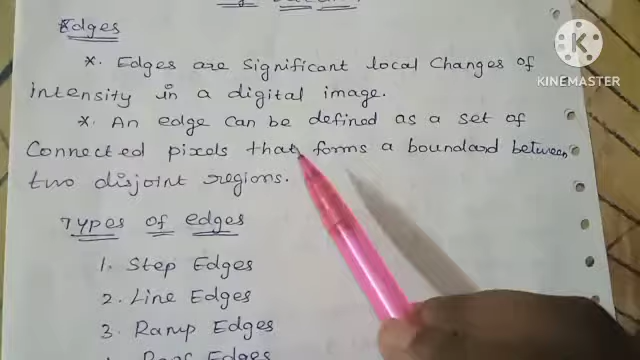 *Edges
*. Edges are significant local changes of
intensity in a digital image.
*. An edge can be defined as a set of
Connected pixels that forms a boundard between
two disjoint regions.
Types of edges
1. Step Edges
2. Line Edges
3. Ramp Edges
Edges
K
KINEMASTER